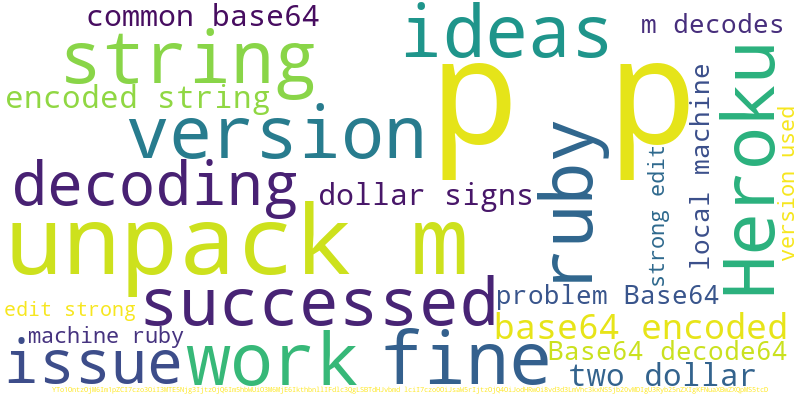 common base64
ideas
m decodes
string
p p
encoded string
version
ruby
Heroku
local machine
version used
strong edit
decoding
dollar signs
unpack m
successed
problem Base64
edit strong
base64 encoded
machine ruby
issue
work
fine
Base64 decode64
two dollar